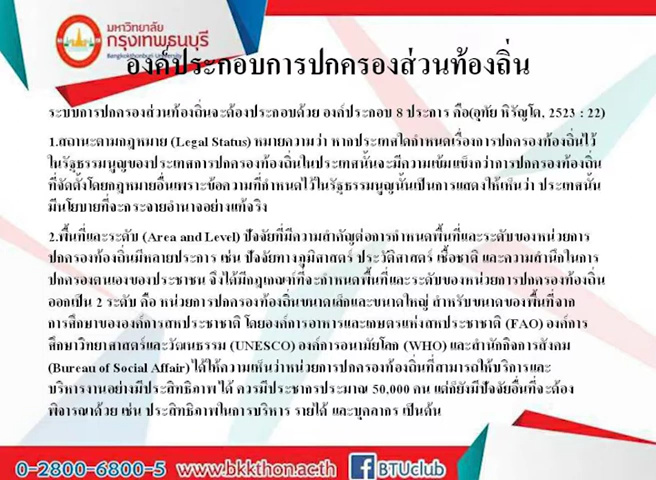 มหาวิทยาลัย
กรุงเทพธนบุรี
Bangkokthonburi University
องค์ประกอบการปกครองส่วนท้องถิ่น
ระบบการปกครองส่วนท้องถิ่นจะต้องประกอบด้วย องค์ประกอบ 8 ประการ คือ(อุทัย หิรัญโต, 2523 : 22)
1.สถานะตามกฎหมาย (Legal Status) หมายความว่า หากประเทศใดกำหนดเรื่องการปกครองท้องถิ่นไว้
ในรัฐธรรมนูญของประเทศการปกครองท้องถิ่นในประเทศนั้นจะมีความเข้มแข็งกว่าการปกครองท้องถิ่น
ที่จัดตั้งโดยกฎหมายอื่นเพราะข้อความที่กำหนดไว้ในรัฐธรรมนูญนั้นเป็นการแสดงให้เห็นว่า ประเทศนั้น
มีนโยบายที่จะกระจายอำนาจอย่างแท้จริง
2.พื้นที่และระดับ (Area and Level) ปัจจัยที่มีความสำคัญต่อการกำหนดพื้นที่และระดับของหน่วยการ
ปกครองท้องถิ่นมีหลายประการ เช่น ปัจจัยทางภูมิศาสตร์ ประวัติศาสตร์ เชื้อชาติ และความสำนึกในการ
ปกครองตนเองของประชาชน จึงได้มีกฎเกณฑ์ที่จะกำหนดพื้นที่และระดับของหน่วยการปกครองท้องถิ่น
ออกเป็น 2 ระดับ คือ หน่วยการปกครองท้องถิ่นขนาดเล็กและขนาดใหญ่ สำหรับขนาดของพื้นที่จาก
การศึกษาขององค์การสหประชาชาติ โดยองค์การอาหารและเกษตรแห่งสหประชาชาติ (FAO) องค์การ
ศึกษาวิทยาศาสตร์และวัฒนธรรม (UNESCO) องค์การอนามัยโลก (WHO) และสำนักกิจการสังคม
(Bureau of Social Affair) ได้ให้ความเห็นว่าหน่วยการปกครองท้องถิ่นที่สามารถให้บริการและ
บริหารงานอย่างมีประสิทธิภาพได้ ควรมีประชากรประมาณ 50,000 คน แต่ก็ยังมีปัจจัยอื่นที่จะต้อง
พิจารณาด้วย เช่น ประสิทธิภาพในการบริหาร รายได้ และบุคลากร เป็นต้น
0-2800-6800-5 www.bkkthon.ac.th f BTUclub